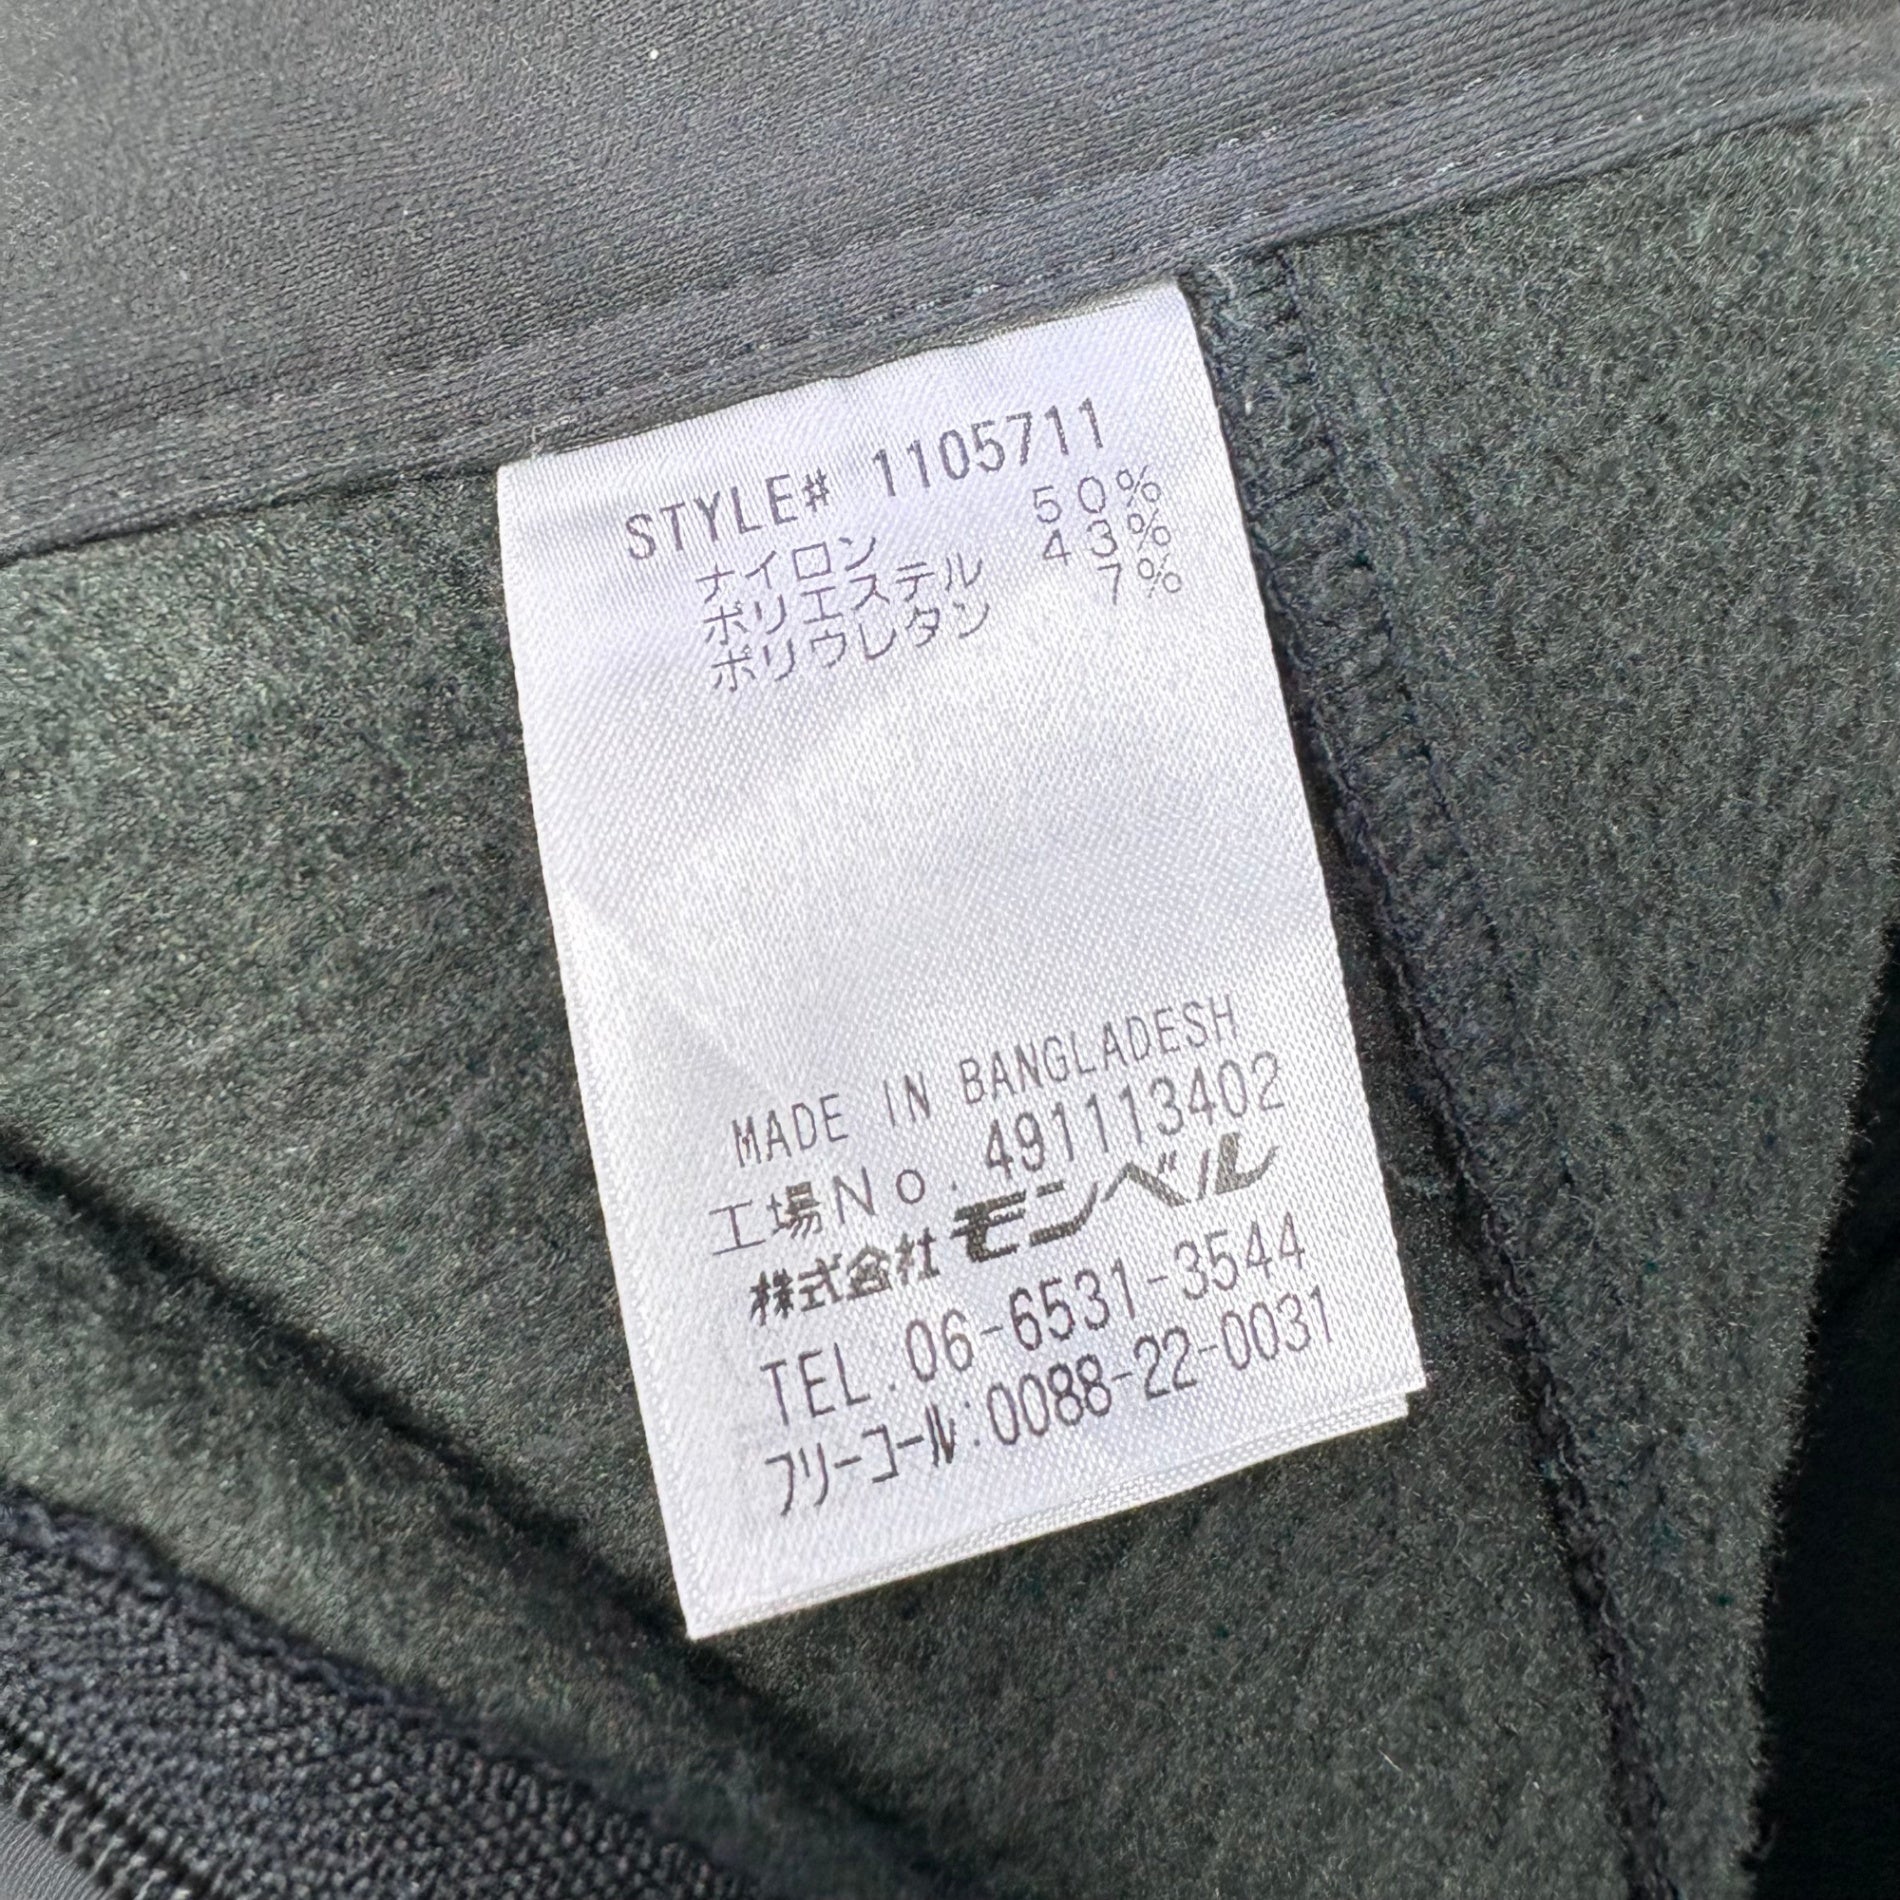 STYLE# 1105711
ナイロン 50%
ポリエステル 43%
ポリウレタン 7%
MADE IN BANGLADESH
工場No. 491113402
株式会社モンベル
TEL. 06-6531-3544
フリーコール:0088-22-0031